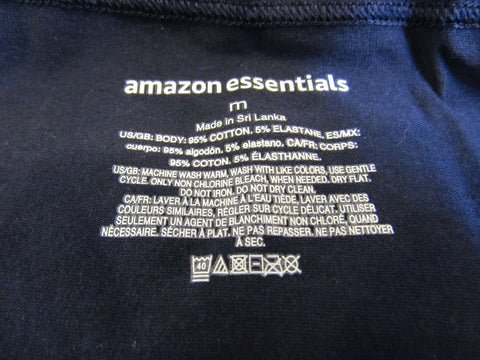 amazon essentials
m
Made in Sri Lanka
US/GB: BODY: 95% COTTON. 5% ELASTANE. ES/MX:
cuerpo: 95% algodón. 5% elastano. CA/FR: CORPS:
95% COTON. 5% ÉLASTHANNE.
US/GB: MACHINE WASH WARM, WASH WITH LIKE COLORS, USE GENTLE
CYCLE, ONLY NON CHLORINE BLEACH, WHEN NEEDED. DRY FLAT.
DO NOT IRON. DO NOT DRY CLEAN.
CA/FR: LAVER À LA MACHINE À L'EAU TIÈDE, LAVER AVEC DES
COULEURS SIMILAIRES, RÉGLER SUR CYCLE DÉLICAT. UTILISER
SEULEMENT UN AGENT DE BLANCHIMENT NON CHLORÉ, QUAND
NÉCESSAIRE. SÉCHER À PLAT. NE PAS REPASSER. NE PAS NETTOYER
À SEC.
40